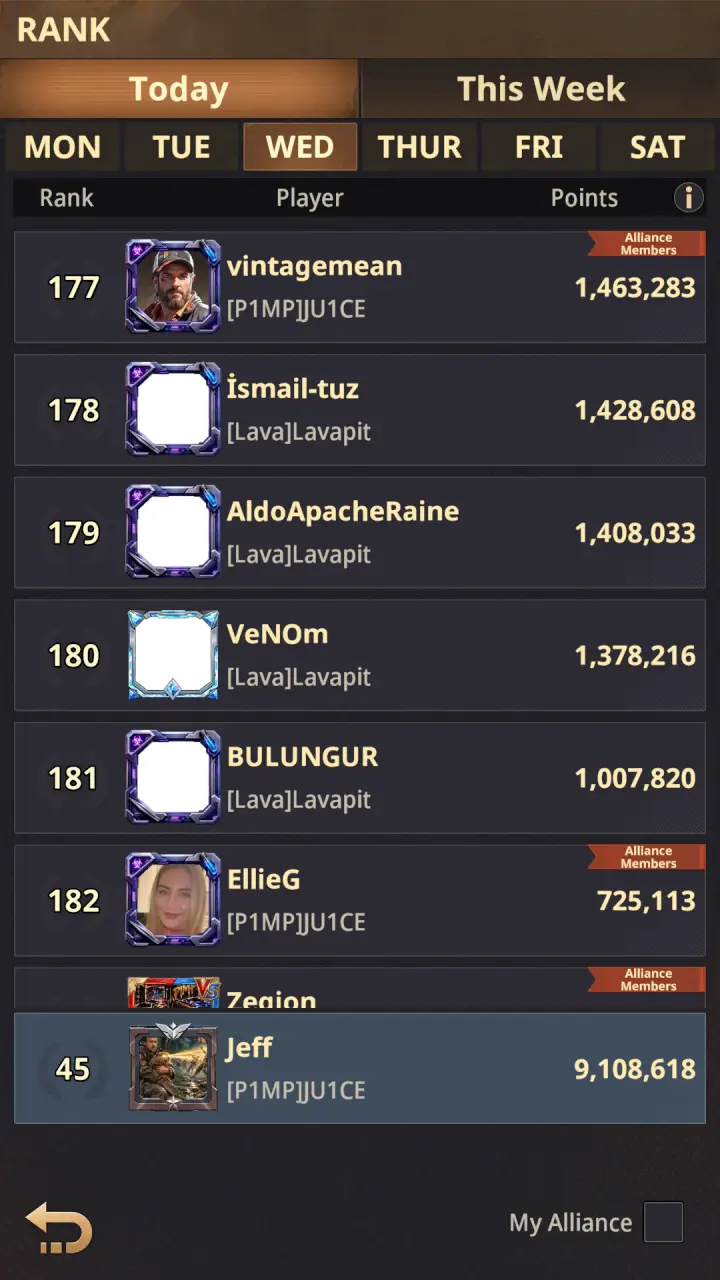 RANK
Today
This Week
MON
TUE
WED
THUR
FRI
SAT
Rank
Player
Points
Alliance
Members
177
vintagemean
[P1MP]JU1CE
1,463,283
178
İsmail-tuz
[Lava]Lavapit
1,428,608
179
AldoApacheRaine
[Lava]Lavapit
1,408,033
180
VeNOm
[Lava]Lavapit
1,378,216
181
BULUNGUR
[Lava]Lavapit
1,007,820
Alliance
Members
182
EllieG
[P1MP]JU1CE
725,113
Alliance
Members
VS
Zegion
45
Jeff
[P1MP]JU1CE
9,108,618
My Alliance